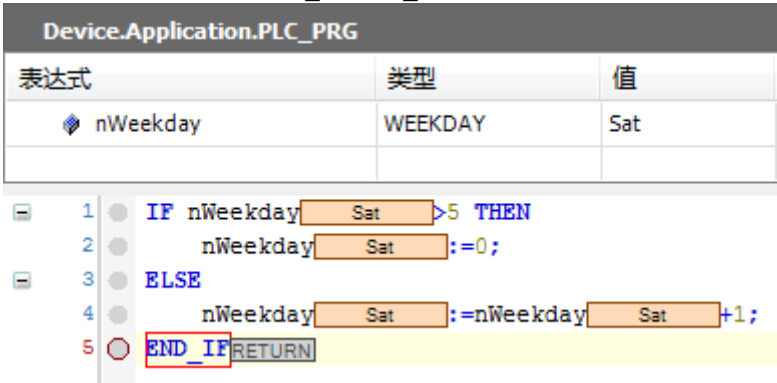 Device.Application.PLC_PRG
表达式 类型 值
nWeekday WEEKDAY Sat
1 IF nWeekday Sat >5 THEN
2 nWeekday Sat :=0;
3 ELSE
4 nWeekday Sat :=nWeekday Sat +1;
5 END_IF RETURN